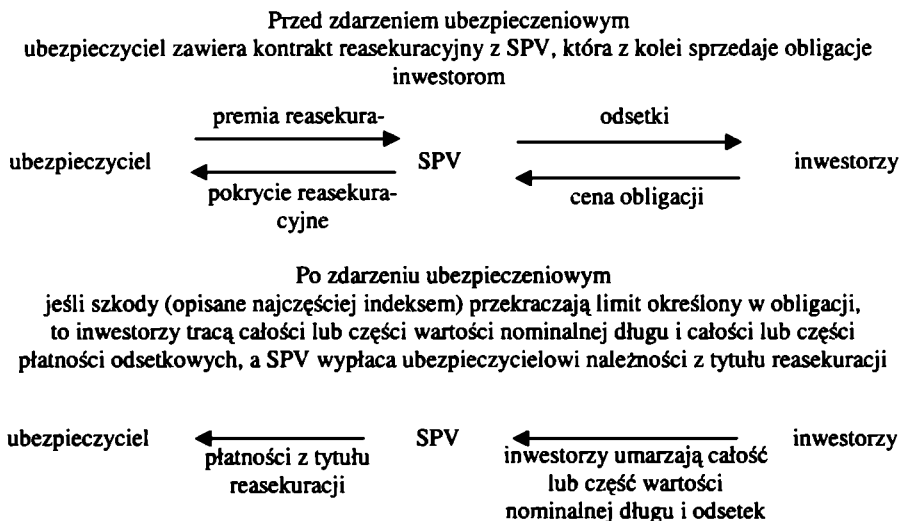 Przed zdarzeniem ubezpieczeniowym
ubezpieczyciel zawiera kontrakt reasekuracyjny z SPV, która z kolei sprzedaje obligacje
inwestorom
premia reasekura-
odsetki
ubezpieczyciel
SPV
inwestorzy
pokrycie reasekura-
cyjne
cena obligacji
Po zdarzeniu ubezpieczeniowym
jeśli szkody (opisane najczęściej indeksem) przekraczają limit określony w obligacji,
to inwestorzy tracą całości lub części wartości nominalnej długu i całości lub części
płatności odsetkowych, a SPV wypłaca ubezpieczycielowi należności z tytułu reasekuracji
ubezpieczyciel
SPV
inwestorzy
płatności z tytułu
reasekuracji
inwestorzy umarzają całość
lub część wartości
nominalnej długu i odsetek